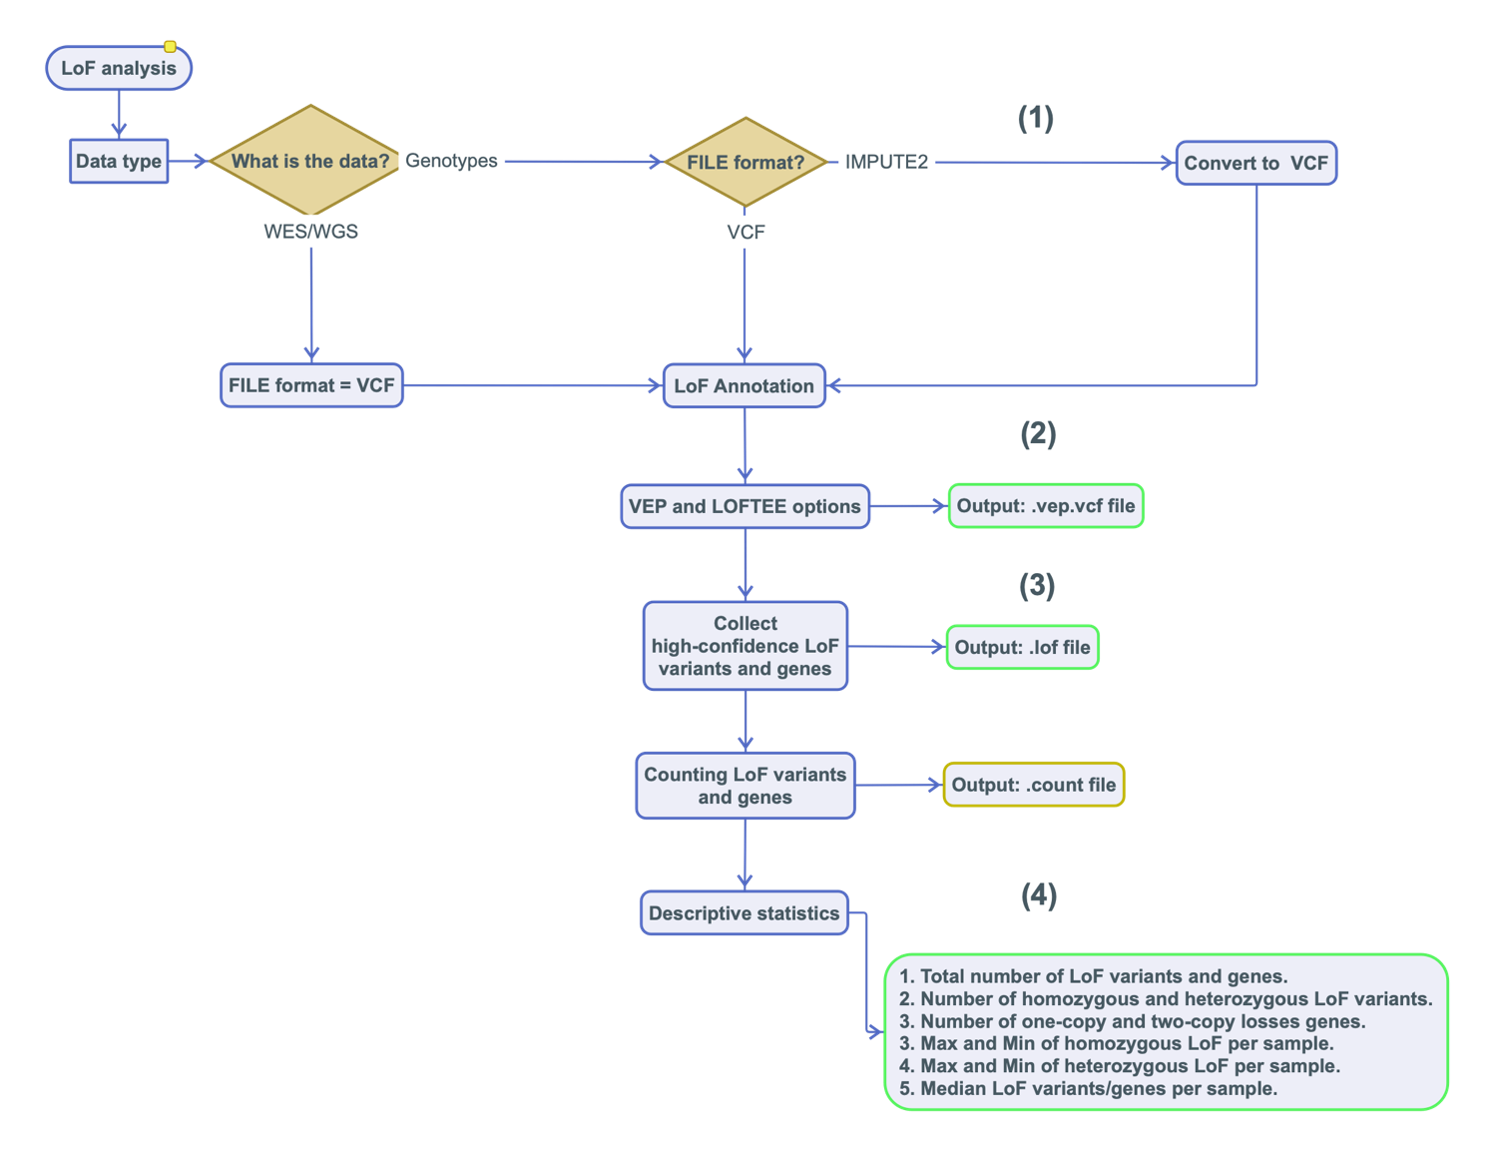 LoF analysis
(1)
Data type
What is the data?
Genotypes
FILE format?
IMPUTE2
Convert to  VCF
WES/WGS
VCF
FILE format = VCF
LoF Annotation
(2)
VEP and LOFTEE options
Output: .vep.vcf file
(3)
Collect
high-confidence LoF
variants and genes
Output: .lof file
Counting LoF variants
and genes
Output: .count file
(4)
Descriptive statistics
1. Total number of LoF variants and genes.
2. Number of homozygous and heterozygous LoF variants.
3. Number of one-copy and two-copy losses genes.
3. Max and Min of homozygous LoF per sample.
4. Max and Min of heterozygous LoF per sample.
5. Median LoF variants/genes per sample.